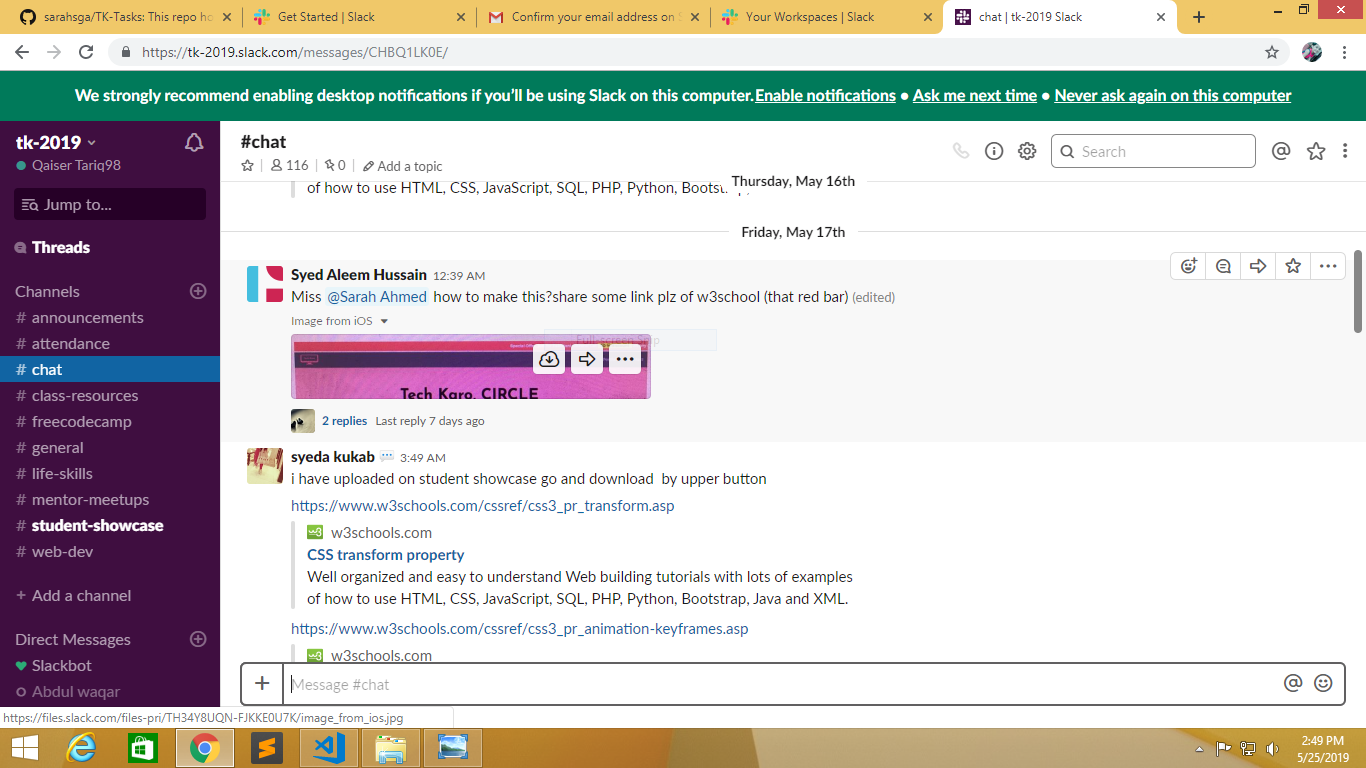 sarahsga/TK-Tasks: This repo ho
Get Started | Slack
Confirm your email address on S
Your Workspaces | Slack
chat | tk-2019 Slack
https://tk-2019.slack.com/messages/CHBQ1LK0E/
We strongly recommend enabling desktop notifications if you’ll be using Slack on this computer. Enable notifications ● Ask me next time ● Never ask again on this computer
tk-2019
Qaiser Tariq98
Jump to...
Threads
Channels
# announcements
# attendance
# chat
# class-resources
# freecodecamp
# general
# life-skills
# mentor-meetups
# student-showcase
# web-dev
+ Add a channel
Direct Messages
Slackbot
Abdul waqar
#chat
116 | 0 | Add a topic
Search
Thursday, May 16th
of how to use HTML, CSS, JavaScript, SQL, PHP, Python,
Friday, May 17th
Syed Aleem Hussain 12:39 AM
Miss @Sarah Ahmed how to make this?share some link plz of w3school (that red bar) (edited)
Image from iOS
Full-screen Snip
Tech Karo. CIRCLE
2 replies Last reply 7 days ago
syeda kukab 3:49 AM
i have uploaded on student showcase go and download by upper button
https://www.w3schools.com/cssref/css3_pr_transform.asp
w3schools.com
CSS transform property
Well organized and easy to understand Web building tutorials with lots of examples
of how to use HTML, CSS, JavaScript, SQL, PHP, Python, Bootstrap, Java and XML.
https://www.w3schools.com/cssref/css3_pr_animation-keyframes.asp
w3schools.com
Message #chat
https://files.slack.com/files-pri/TH34Y8UQN-FJKKE0U7K/image_from_ios.jpg
2:49 PM
5/25/2019